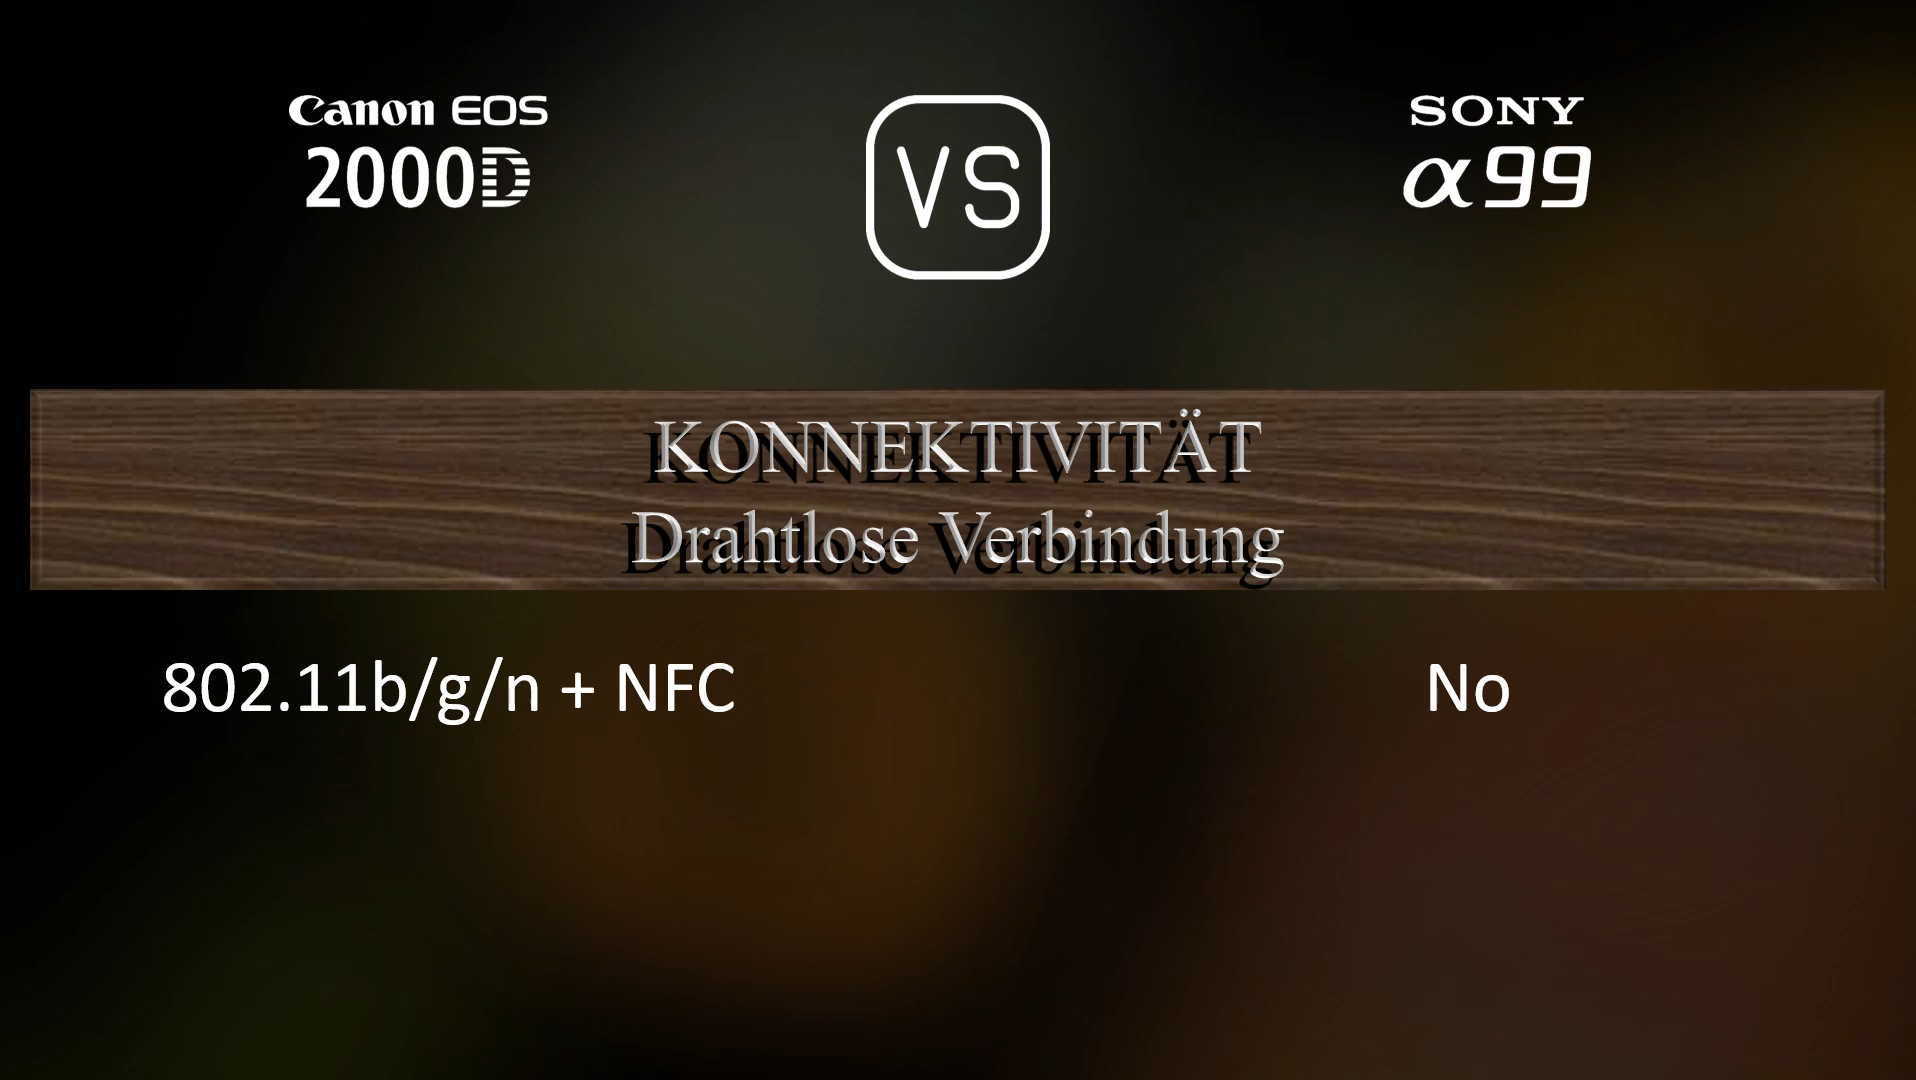 Canon EOS
2000D
VS
SONY
α99
KONNEKTIVITÄT
Drahtlose Verbindung
802.11b/g/n + NFC
No